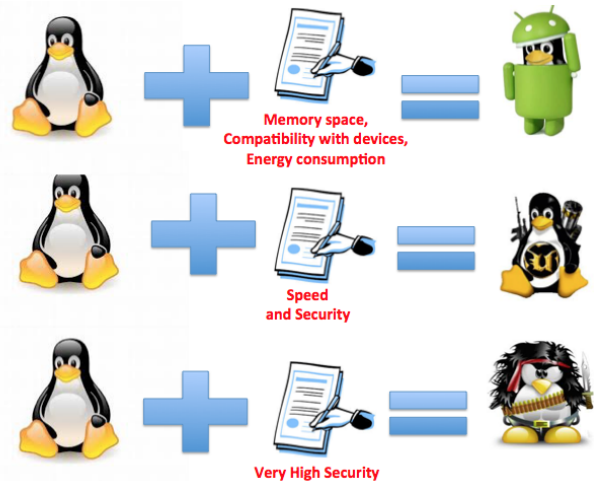 Memory space,
Compatibility with devices,
Energy consumption
Speed
and Security
Very High Security